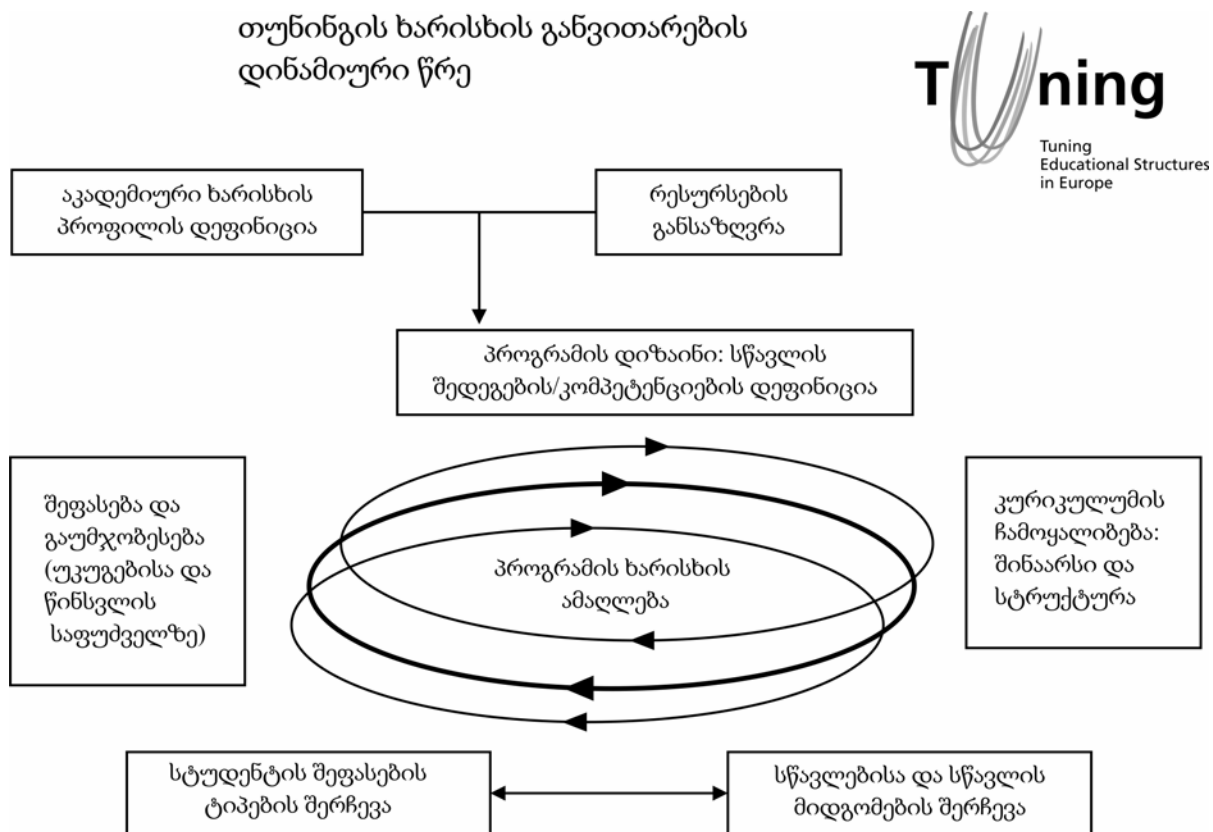 თუნინგის ხარისხის განვითარების
დინამიური წრე
Tuning
Tuning
Educational Structures
in Europe
აკადემიური ხარისხის
პროფილის დეფინიცია
რესურსების
განსაზღვრა
პროგრამის დიზაინი: სწავლის
შედეგების/კომპეტენციების დეფინიცია
შეფასება და
გაუმჯობესება
(უკუგებისა და
წინსვლის
საფუძველზე)
პროგრამის ხარისხის
ამაღლება
კურიკულუმის
ჩამოყალიბება:
შინაარსი და
სტრუქტურა
სტუდენტის შეფასების
ტიპების შერჩევა
სწავლებისა და სწავლის
მიდგომების შერჩევა